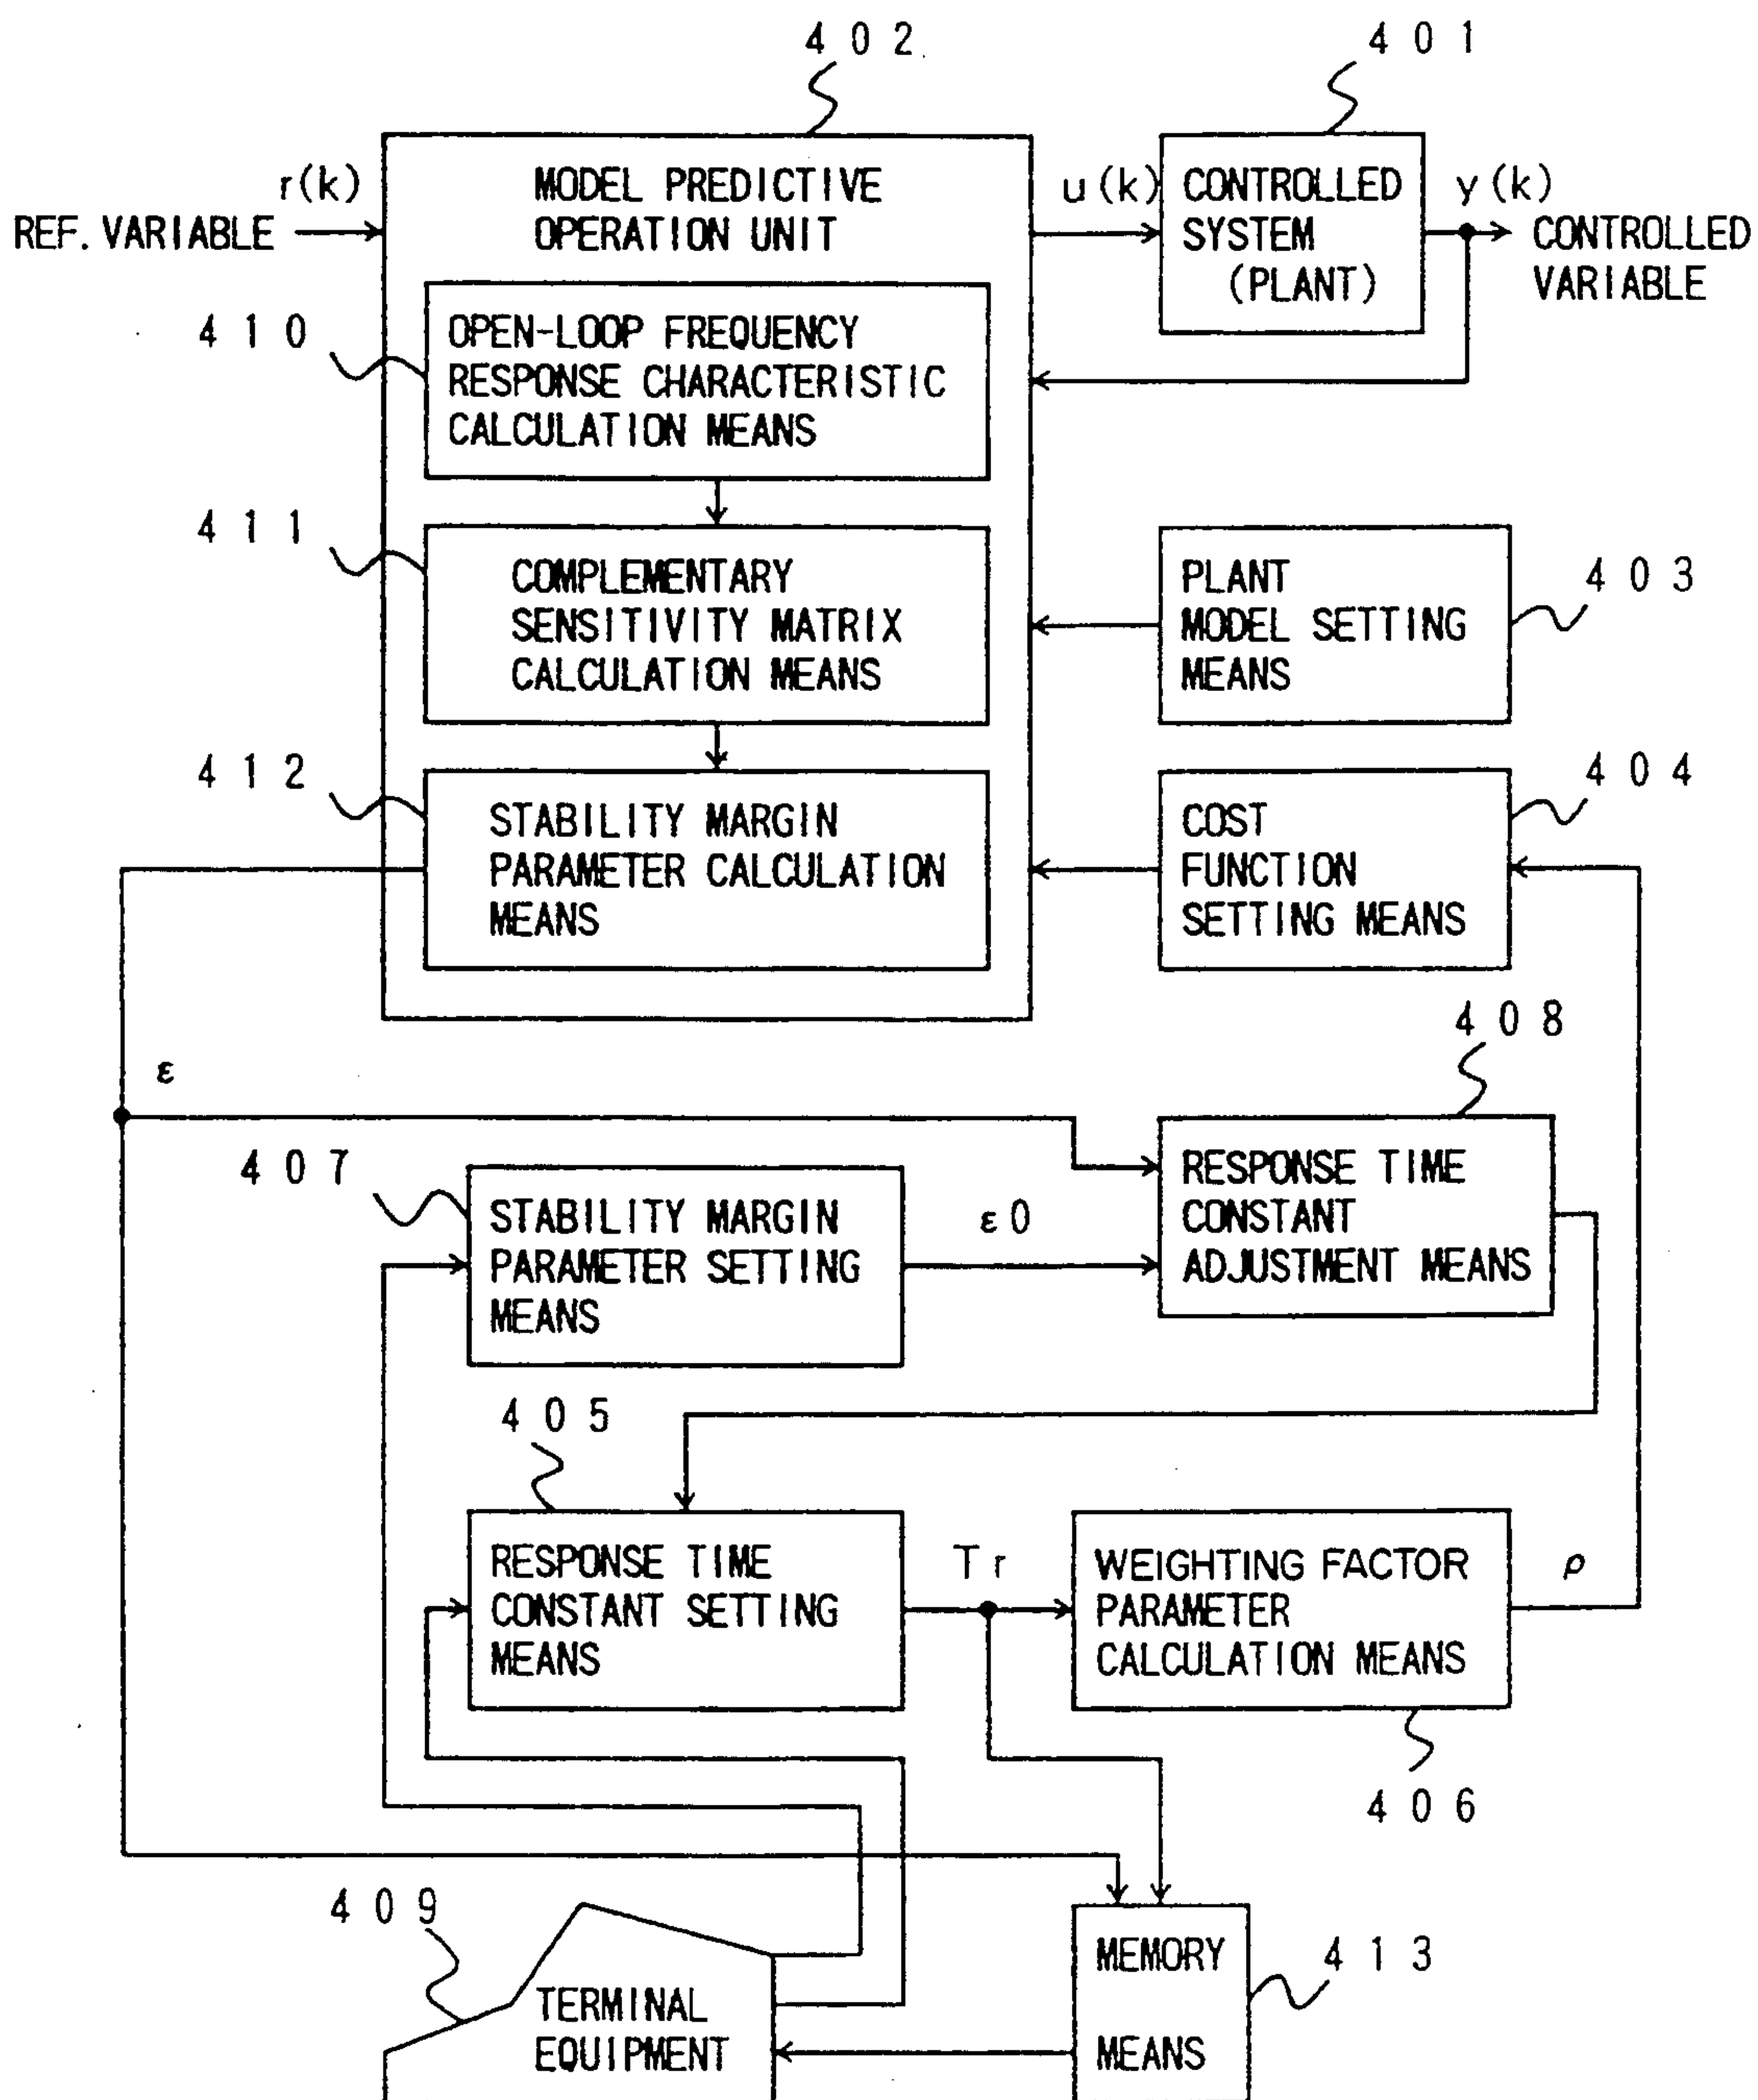 402
401
r(k)
MODEL PREDICTIVE
OPERATION UNIT
u(k)
CONTROLLED
SYSTEM
(PLANT)
y(k)
REF. VARIABLE
CONTROLLED
VARIABLE
410
OPEN-LOOP FREQUENCY
RESPONSE CHARACTERISTIC
CALCULATION MEANS
411
COMPLEMENTARY
SENSITIVITY MATRIX
CALCULATION MEANS
PLANT
MODEL SETTING
MEANS
403
412
STABILITY MARGIN
PARAMETER CALCULATION
MEANS
COST
FUNCTION
SETTING MEANS
404
408
ε
407
STABILITY MARGIN
PARAMETER SETTING
MEANS
ε0
RESPONSE TIME
CONSTANT
ADJUSTMENT MEANS
405
RESPONSE TIME
CONSTANT SETTING
MEANS
Tr
WEIGHTING FACTOR
PARAMETER
CALCULATION MEANS
ρ
406
409
TERMINAL
EQUIPMENT
MEMORY
MEANS
413